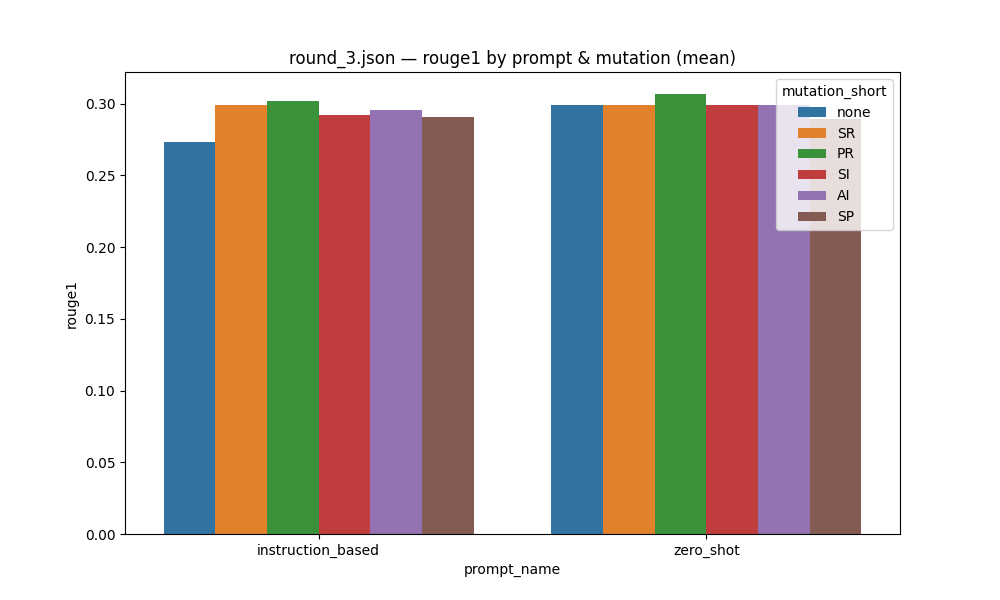 round_3.json — rouge1 by prompt & mutation (mean)
mutation_short
none
SR
PR
SI
AI
SP
rouge1
0.30
0.25
0.20
0.15
0.10
0.05
0.00
instruction_based
zero_shot
prompt_name